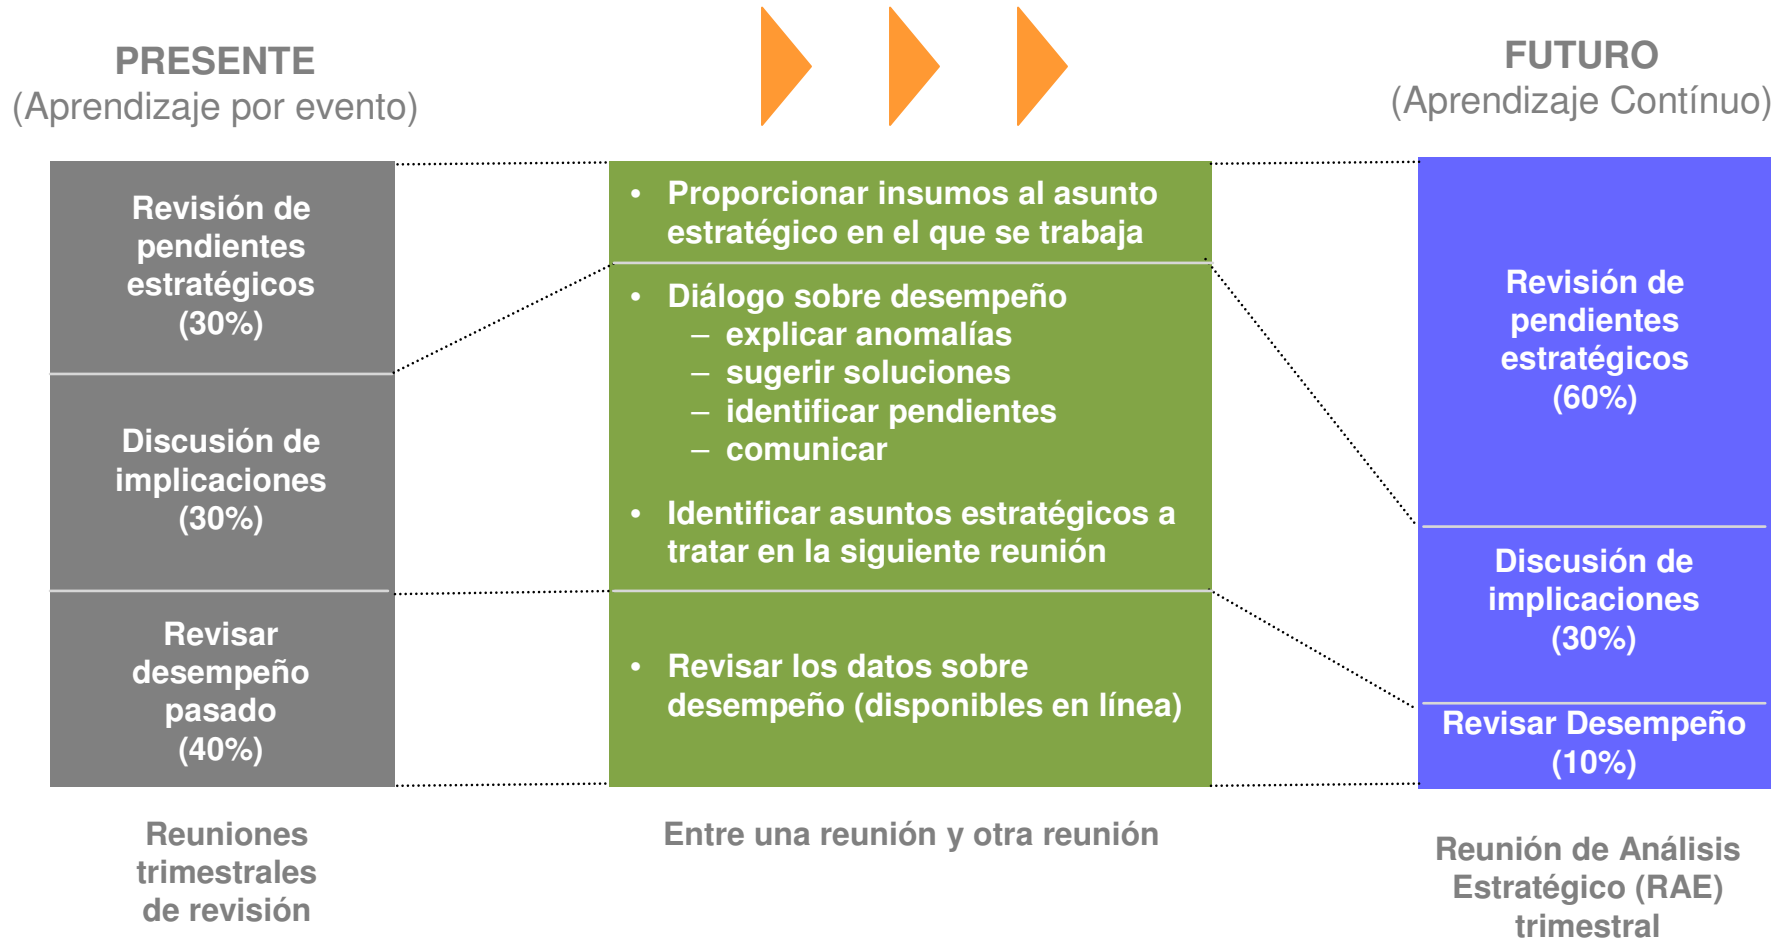 PRESENTE
(Aprendizaje por evento)
FUTURO
(Aprendizaje Contínuo)
Revisión de
pendientes
estratégicos
(30%)
Discusión de
implicaciones
(30%)
Revisar
desempeño
pasado
(40%)
Reuniones
trimestrales
de revisión
• Proporcionar insumos al asunto
estratégico en el que se trabaja
• Diálogo sobre desempeño
– explicar anomalías
– sugerir soluciones
– identificar pendientes
– comunicar
• Identificar asuntos estratégicos a
tratar en la siguiente reunión
• Revisar los datos sobre
desempeño (disponibles en línea)
Entre una reunión y otra reunión
Revisión de
pendientes
estratégicos
(60%)
Discusión de
implicaciones
(30%)
Revisar Desempeño
(10%)
Reunión de Análisis
Estratégico (RAE)
trimestral